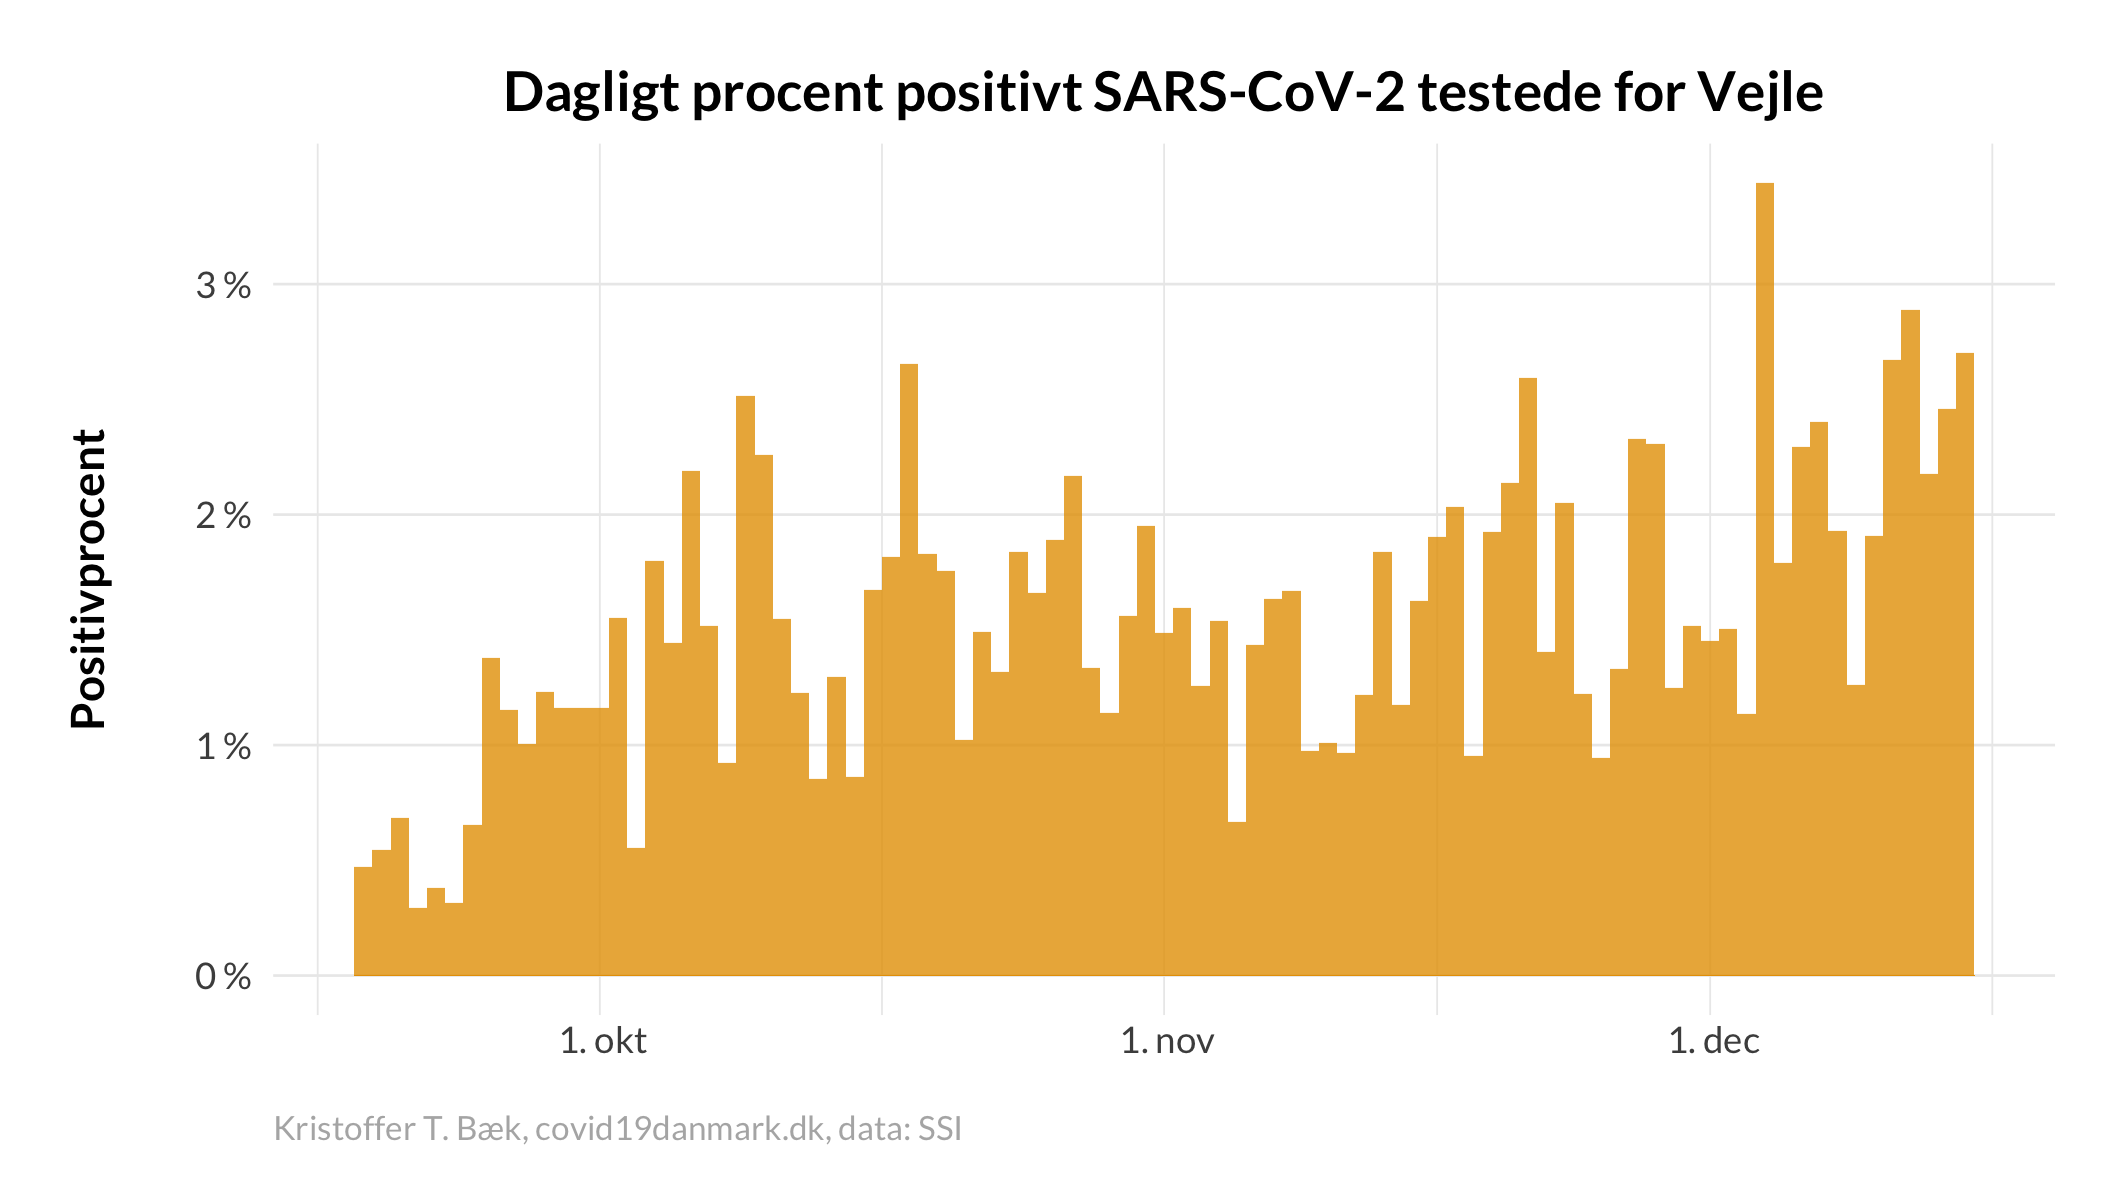 Dagligt procent positivt SARS-CoV-2 testede for Vejle
Positivprocent
3 %
2 %
1 %
0 %
1. okt
1. nov
1. dec
Kristoffer T. Bæk, covid19danmark.dk, data: SSI